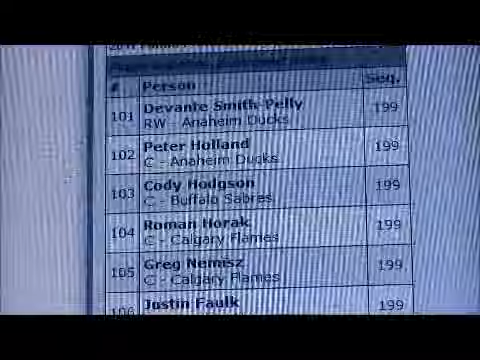 # Person Seq.
101 Devante Smith-Pelly 199
RW - Anaheim Ducks
102 Peter Holland 199
C - Anaheim Ducks
103 Cody Hodgson 199
C - Buffalo Sabres
104 Roman Horak 199
C - Calgary Flames
105 Greg Nemisz 199
C - Calgary Flames
106 Justin Faulk 199